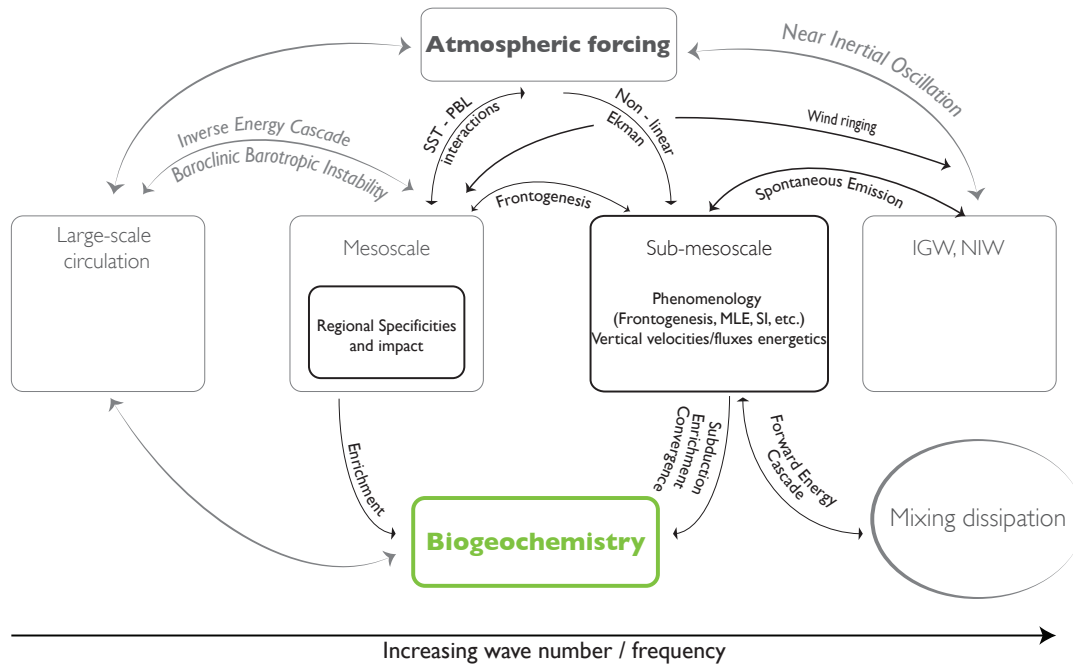 Atmospheric forcing
Near Inertial Oscillation
Inverse Energy Cascade
Baroclinic Barotropic Instability
SST - PBL
interactions
Non - linear
Ekman
Wind ringing
Frontogenesis
Spontaneous Emission
Large-scale
circulation
Mesoscale
Regional Specificities
and impact
Sub-mesoscale
Phenomenology
(Frontogenesis, MLE, SI, etc.)
Vertical velocities/fluxes energetics
IGW, NIW
Enrichment
Subduction
Enrichment
Convergence
Forward Energy
Cascade
Biogeochemistry
Mixing dissipation
Increasing wave number / frequency